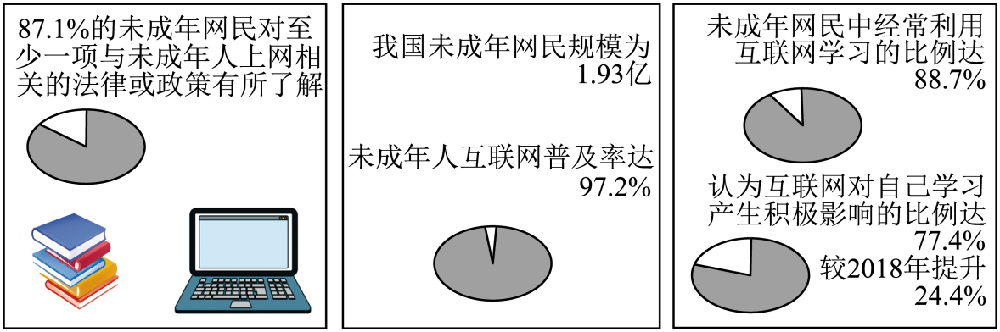 87.1%的未成年网民对至
少一项与未成年人上网相
关的法律或政策有所了解
我国未成年网民规模为
1.93亿
未成年人互联网普及率达
97.2%
未成年网民中经常利用
互联网学习的比例达
88.7%
认为互联网对自己学习
产生积极影响的比例达
77.4%
较2018年提升
24.4%